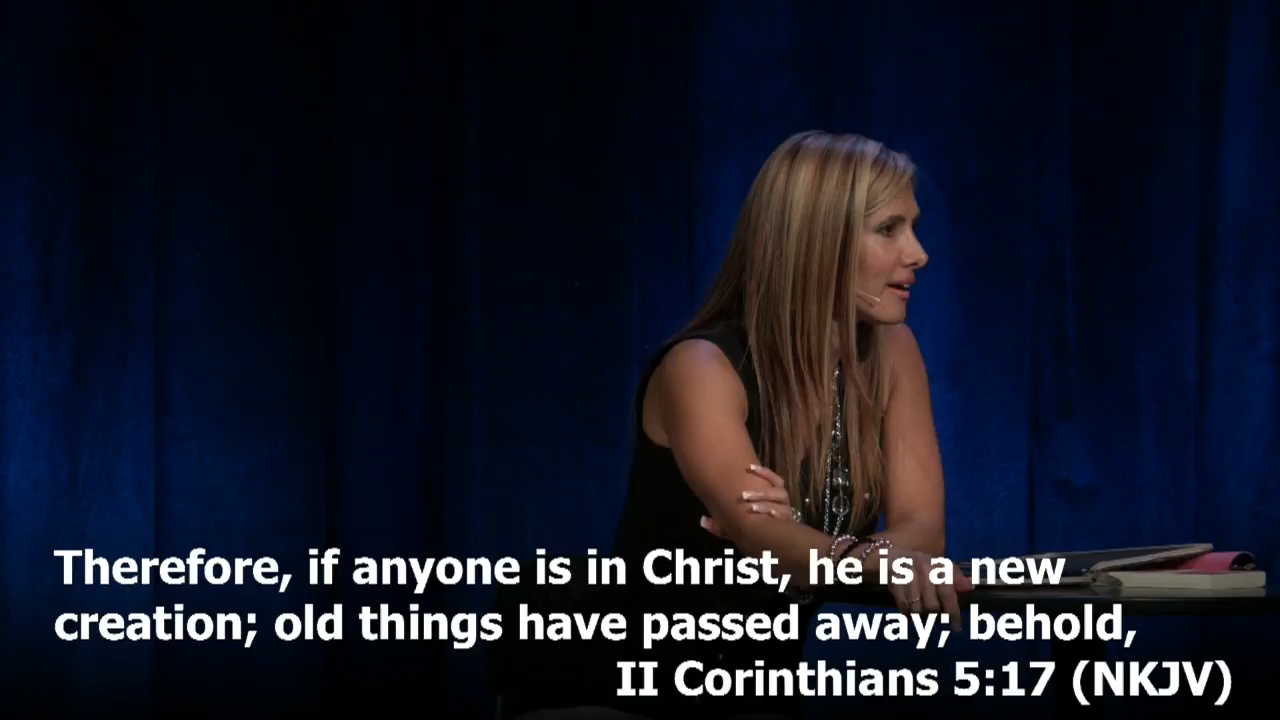 Therefore, if anyone is in Christ, he is a new
creation; old things have passed away; behold,
II Corinthians 5:17 (NKJV)